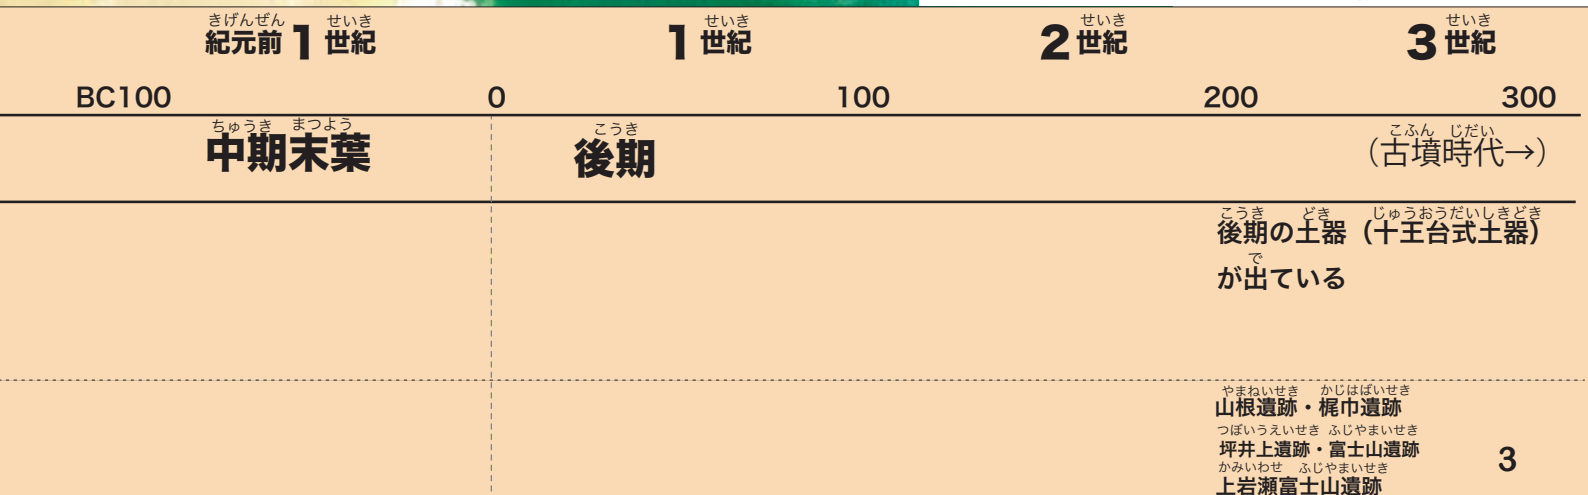 きげんぜん せいき せいき せいき せいき
紀元前1世紀 1世紀 2世紀 3世紀
BC100 0 100 200 300
ちゅうき まつよう こうき こふん じだい
中期末葉 後期 （古墳時代→）
こうき どき じゅうおうだいしきどき
後期の土器（十王台式土器）
で
が出ている
やまねいせき かじはばいせき
山根遺跡・梶巾遺跡
つぼいうえいせき ふじやまいせき
坪井上遺跡・富士山遺跡
かみいわせ ふじやまいせき
上岩瀬富士山遺跡
3